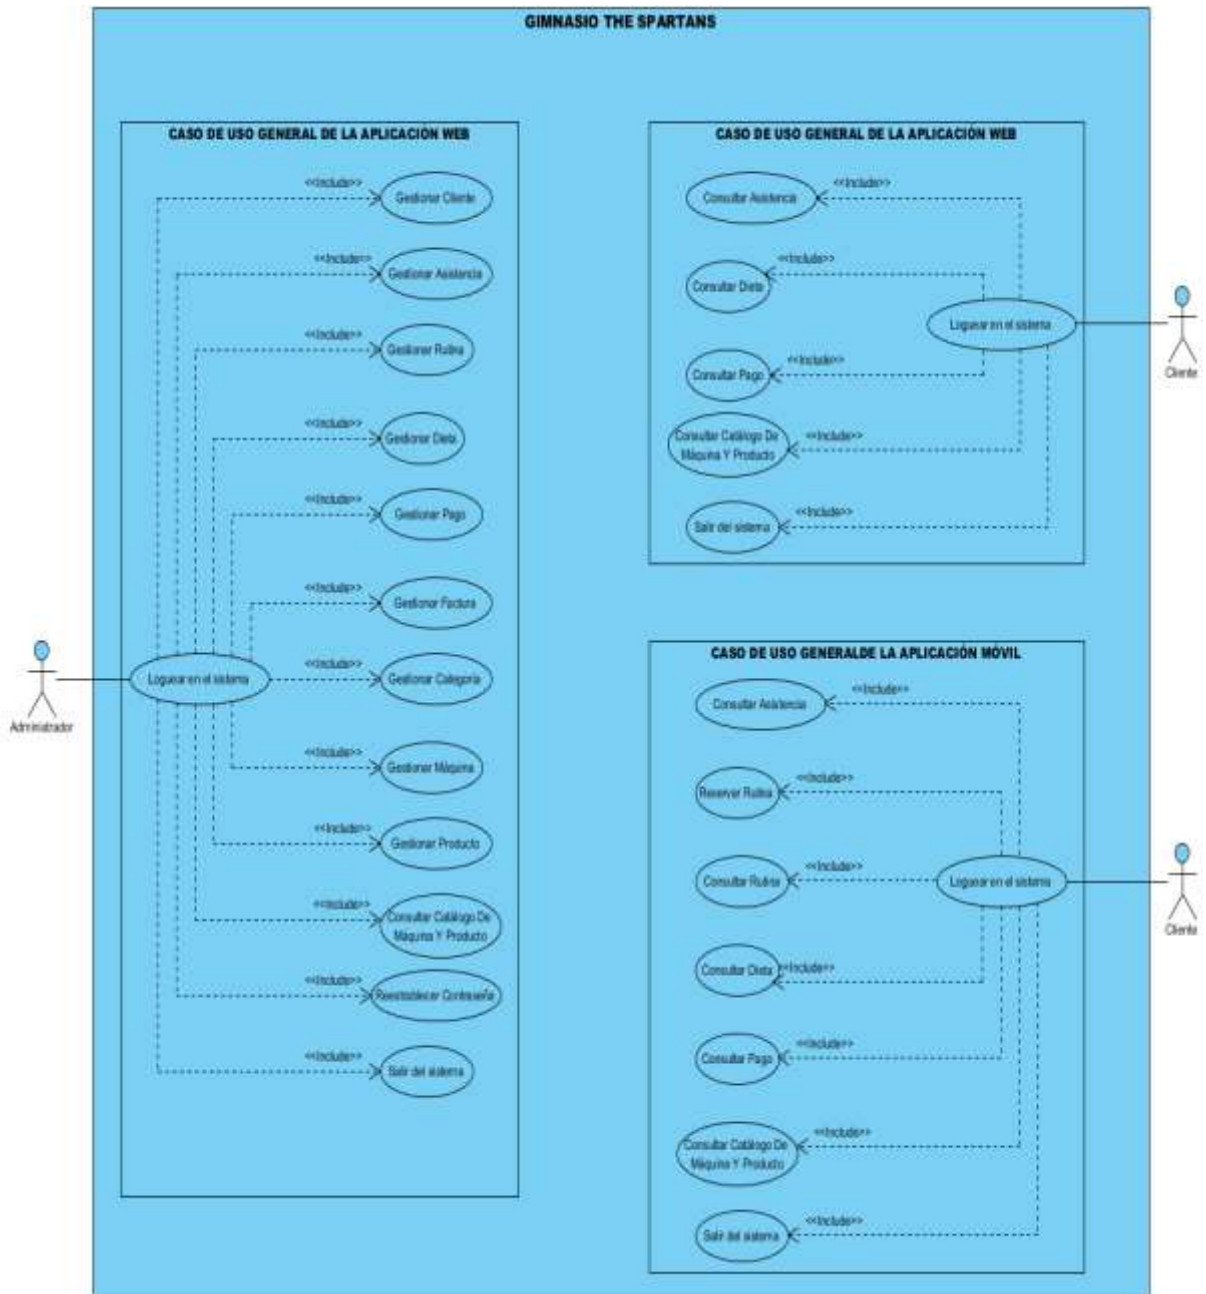 GIMNASIO THE SPARTANS
CASO DE USO GENERAL DE LA APLICACIÓN WEB
<<Include>>
Gestionar Cliente
<<Include>>
Gestionar Asistencia
<<Include>>
Gestionar Rutina
<<Include>>
Gestionar Dieta
<<Include>>
Gestionar Pago
<<Include>>
Gestionar Factura
Loguear en el sistema
<<Include>>
Gestionar Categoría
Administrador
<<Include>>
Gestionar Máquina
<<Include>>
Gestionar Producto
<<Include>>
Consultar Catálogo De
Máquina Y Producto
<<Include>>
Reestablecer Contraseña
<<Include>>
Salir del sistema
CASO DE USO GENERAL DE LA APLICACIÓN WEB
Consultar Asistencia
<<Include>>
Consultar Dieta
<<Include>>
Loguear en el sistema
Cliente
Consultar Pago
<<Include>>
Consultar Catálogo De
Máquina Y Producto
<<Include>>
Salir del sistema
<<Include>>
CASO DE USO GENERALDE LA APLICACIÓN MÓVIL
Consultar Asistencia
<<Include>>
Reservar Rutina
<<Include>>
Consultar Rutina
<<Include>>
Loguear en el sistema
Cliente
Consultar Dieta
<<Include>>
Consultar Pago
<<Include>>
Consultar Catálogo De
Máquina Y Producto
<<Include>>
Salir del sistema
<<Include>>